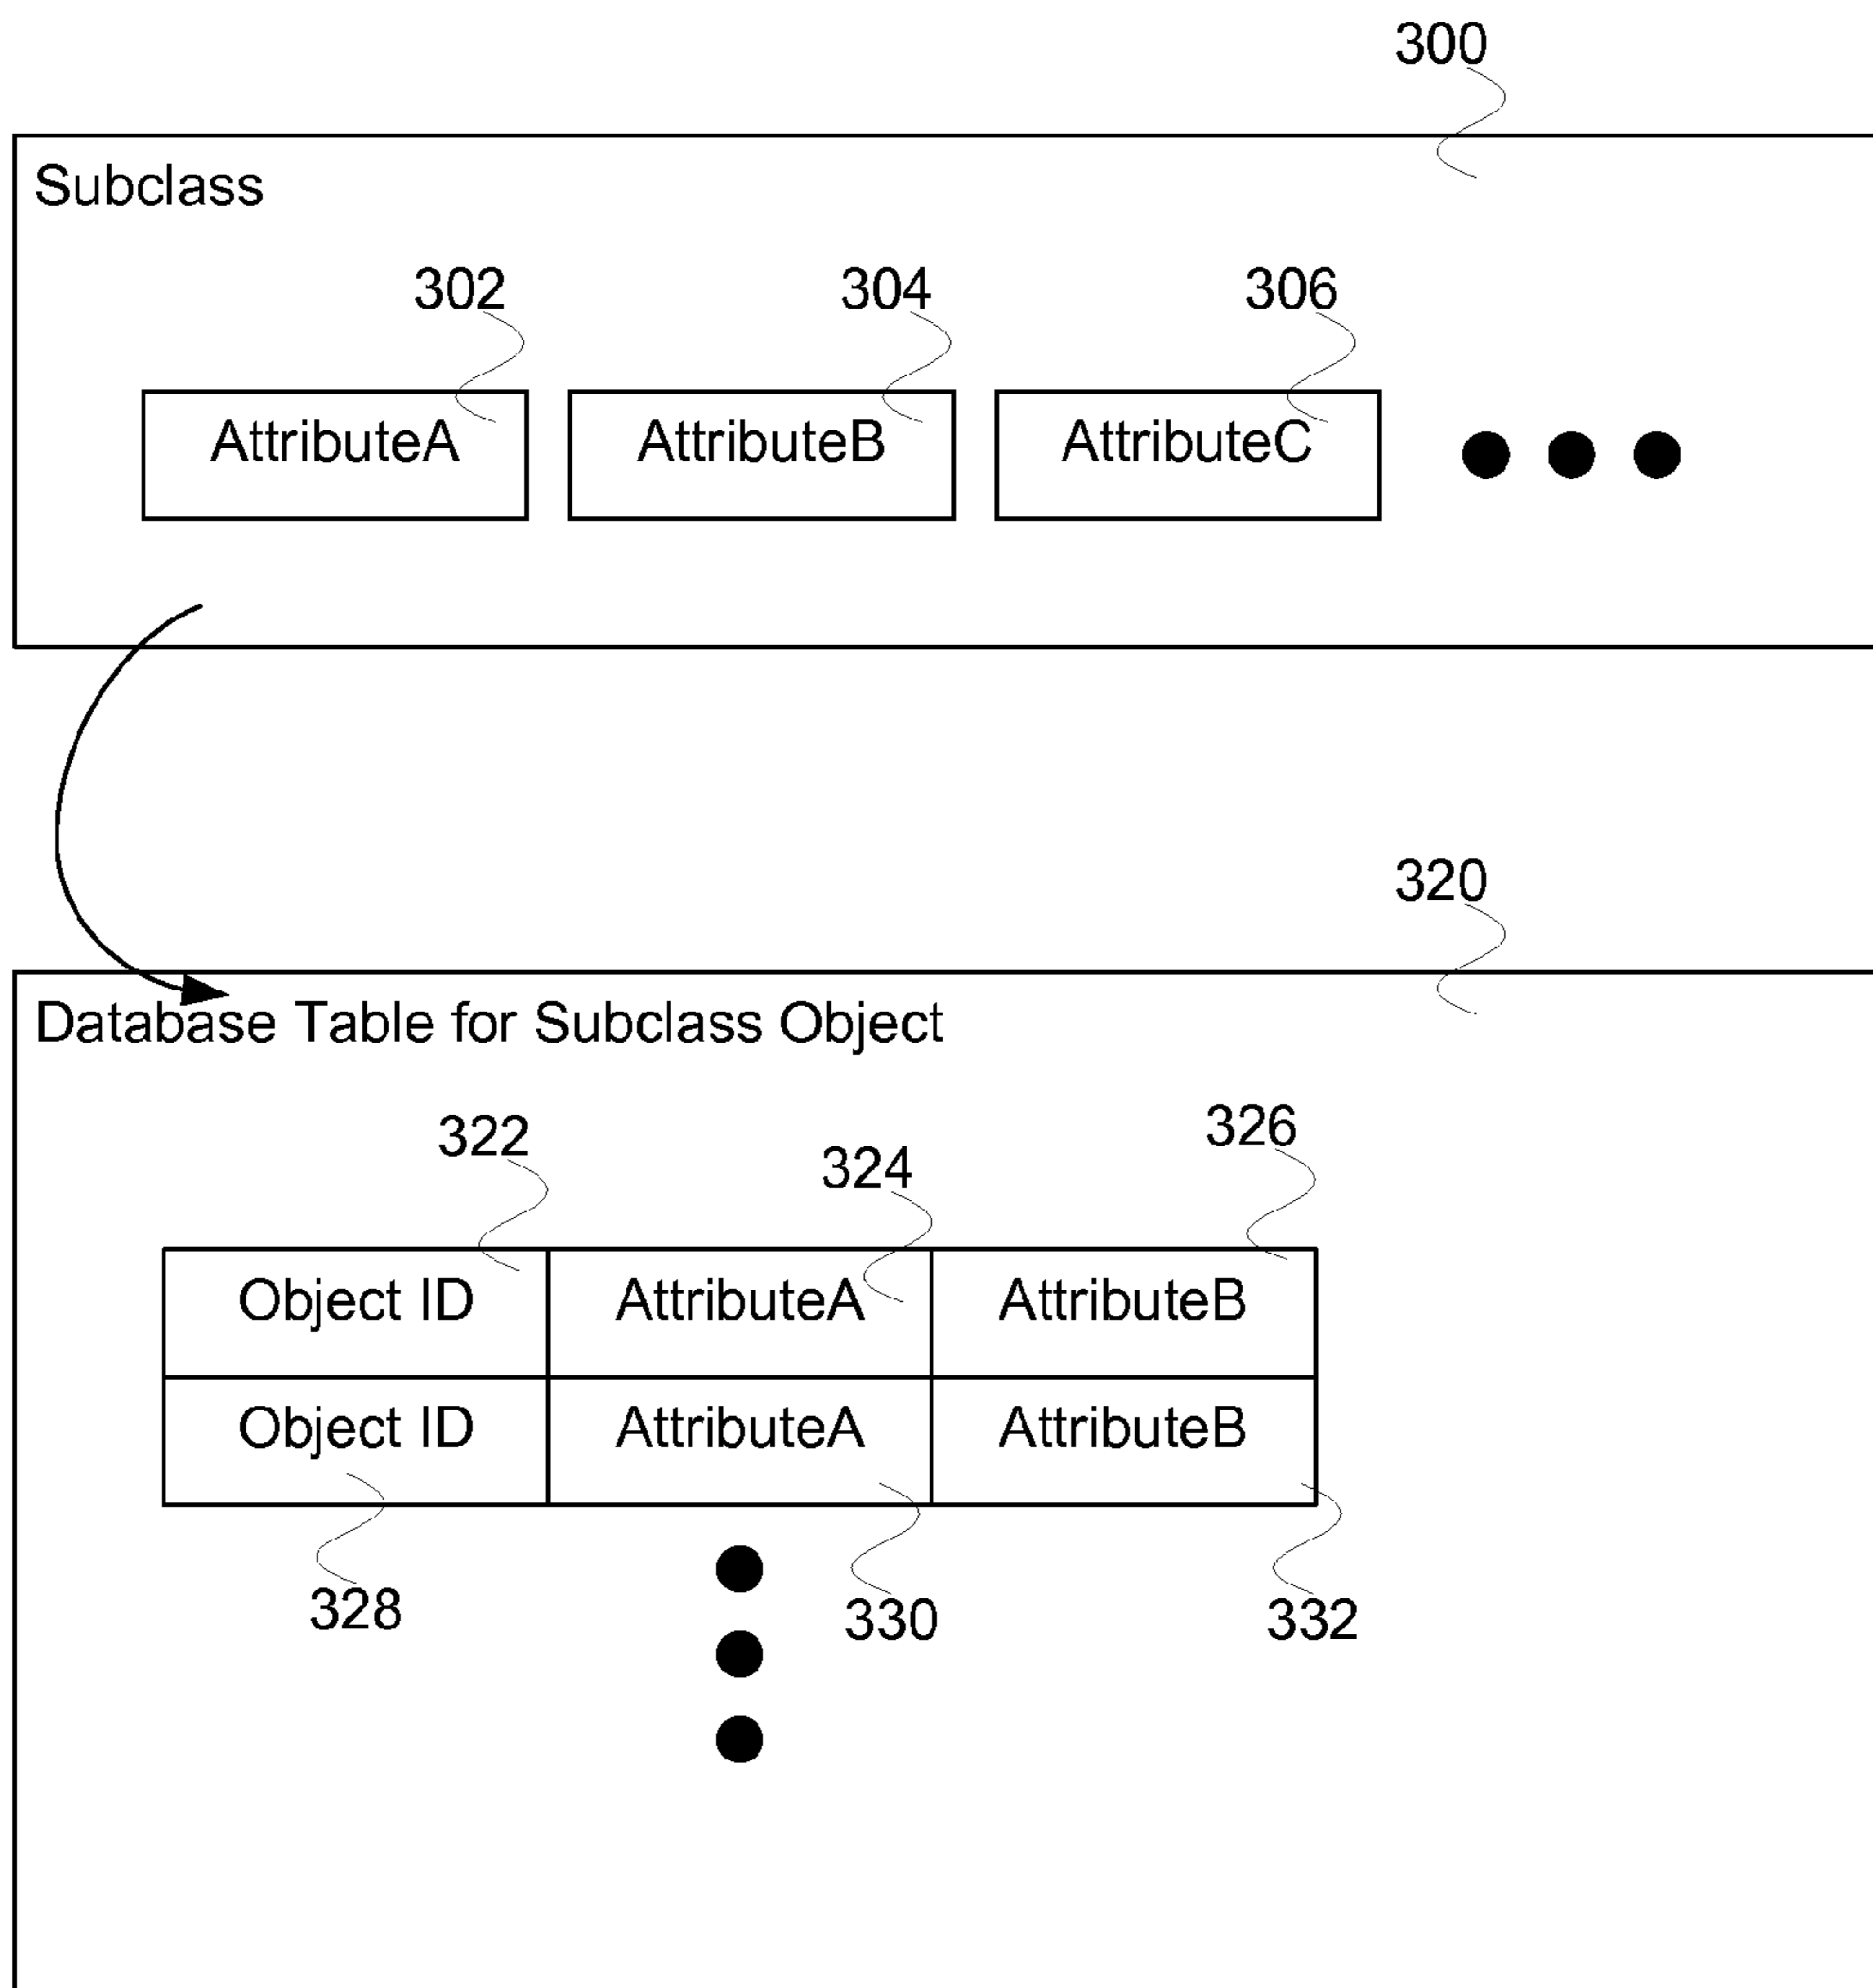 300
Subclass
302 304 306
AttributeA AttributeB AttributeC
320
Database Table for Subclass Object
322 324 326
Object ID AttributeA AttributeB
Object ID AttributeA AttributeB
328 330 332